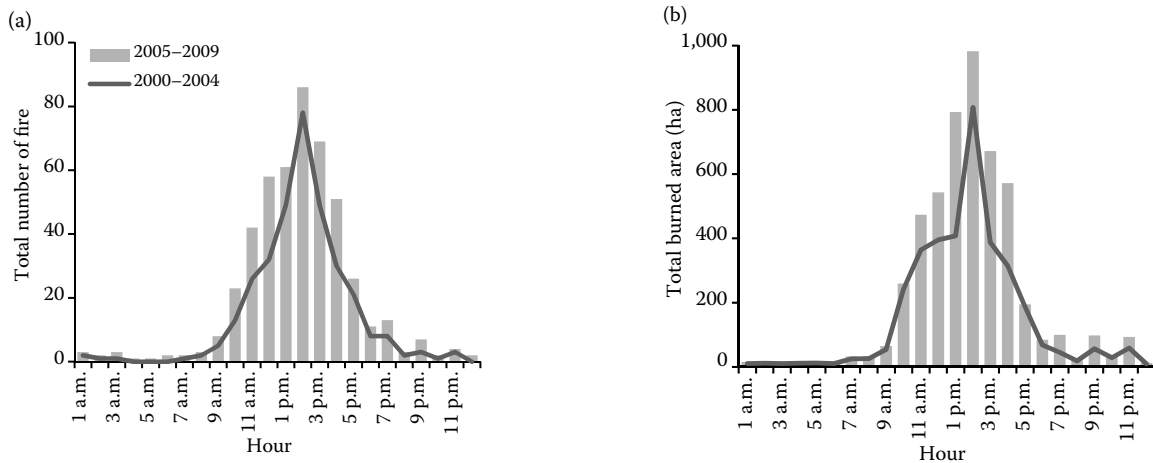 (a)
100
80
60
40
20
0
Total number of fire
2005–2009
2000–2004
1 a.m.
3 a.m.
5 a.m.
7 a.m.
9 a.m.
11 a.m.
1 p.m.
3 p.m.
5 p.m.
7 p.m.
9 p.m.
11 p.m.
Hour
(b)
1,000
800
600
400
200
0
Total burned area (ha)
1 a.m.
3 a.m.
5 a.m.
7 a.m.
9 a.m.
11 a.m.
1 p.m.
3 p.m.
5 p.m.
7 p.m.
9 p.m.
11 p.m.
Hour